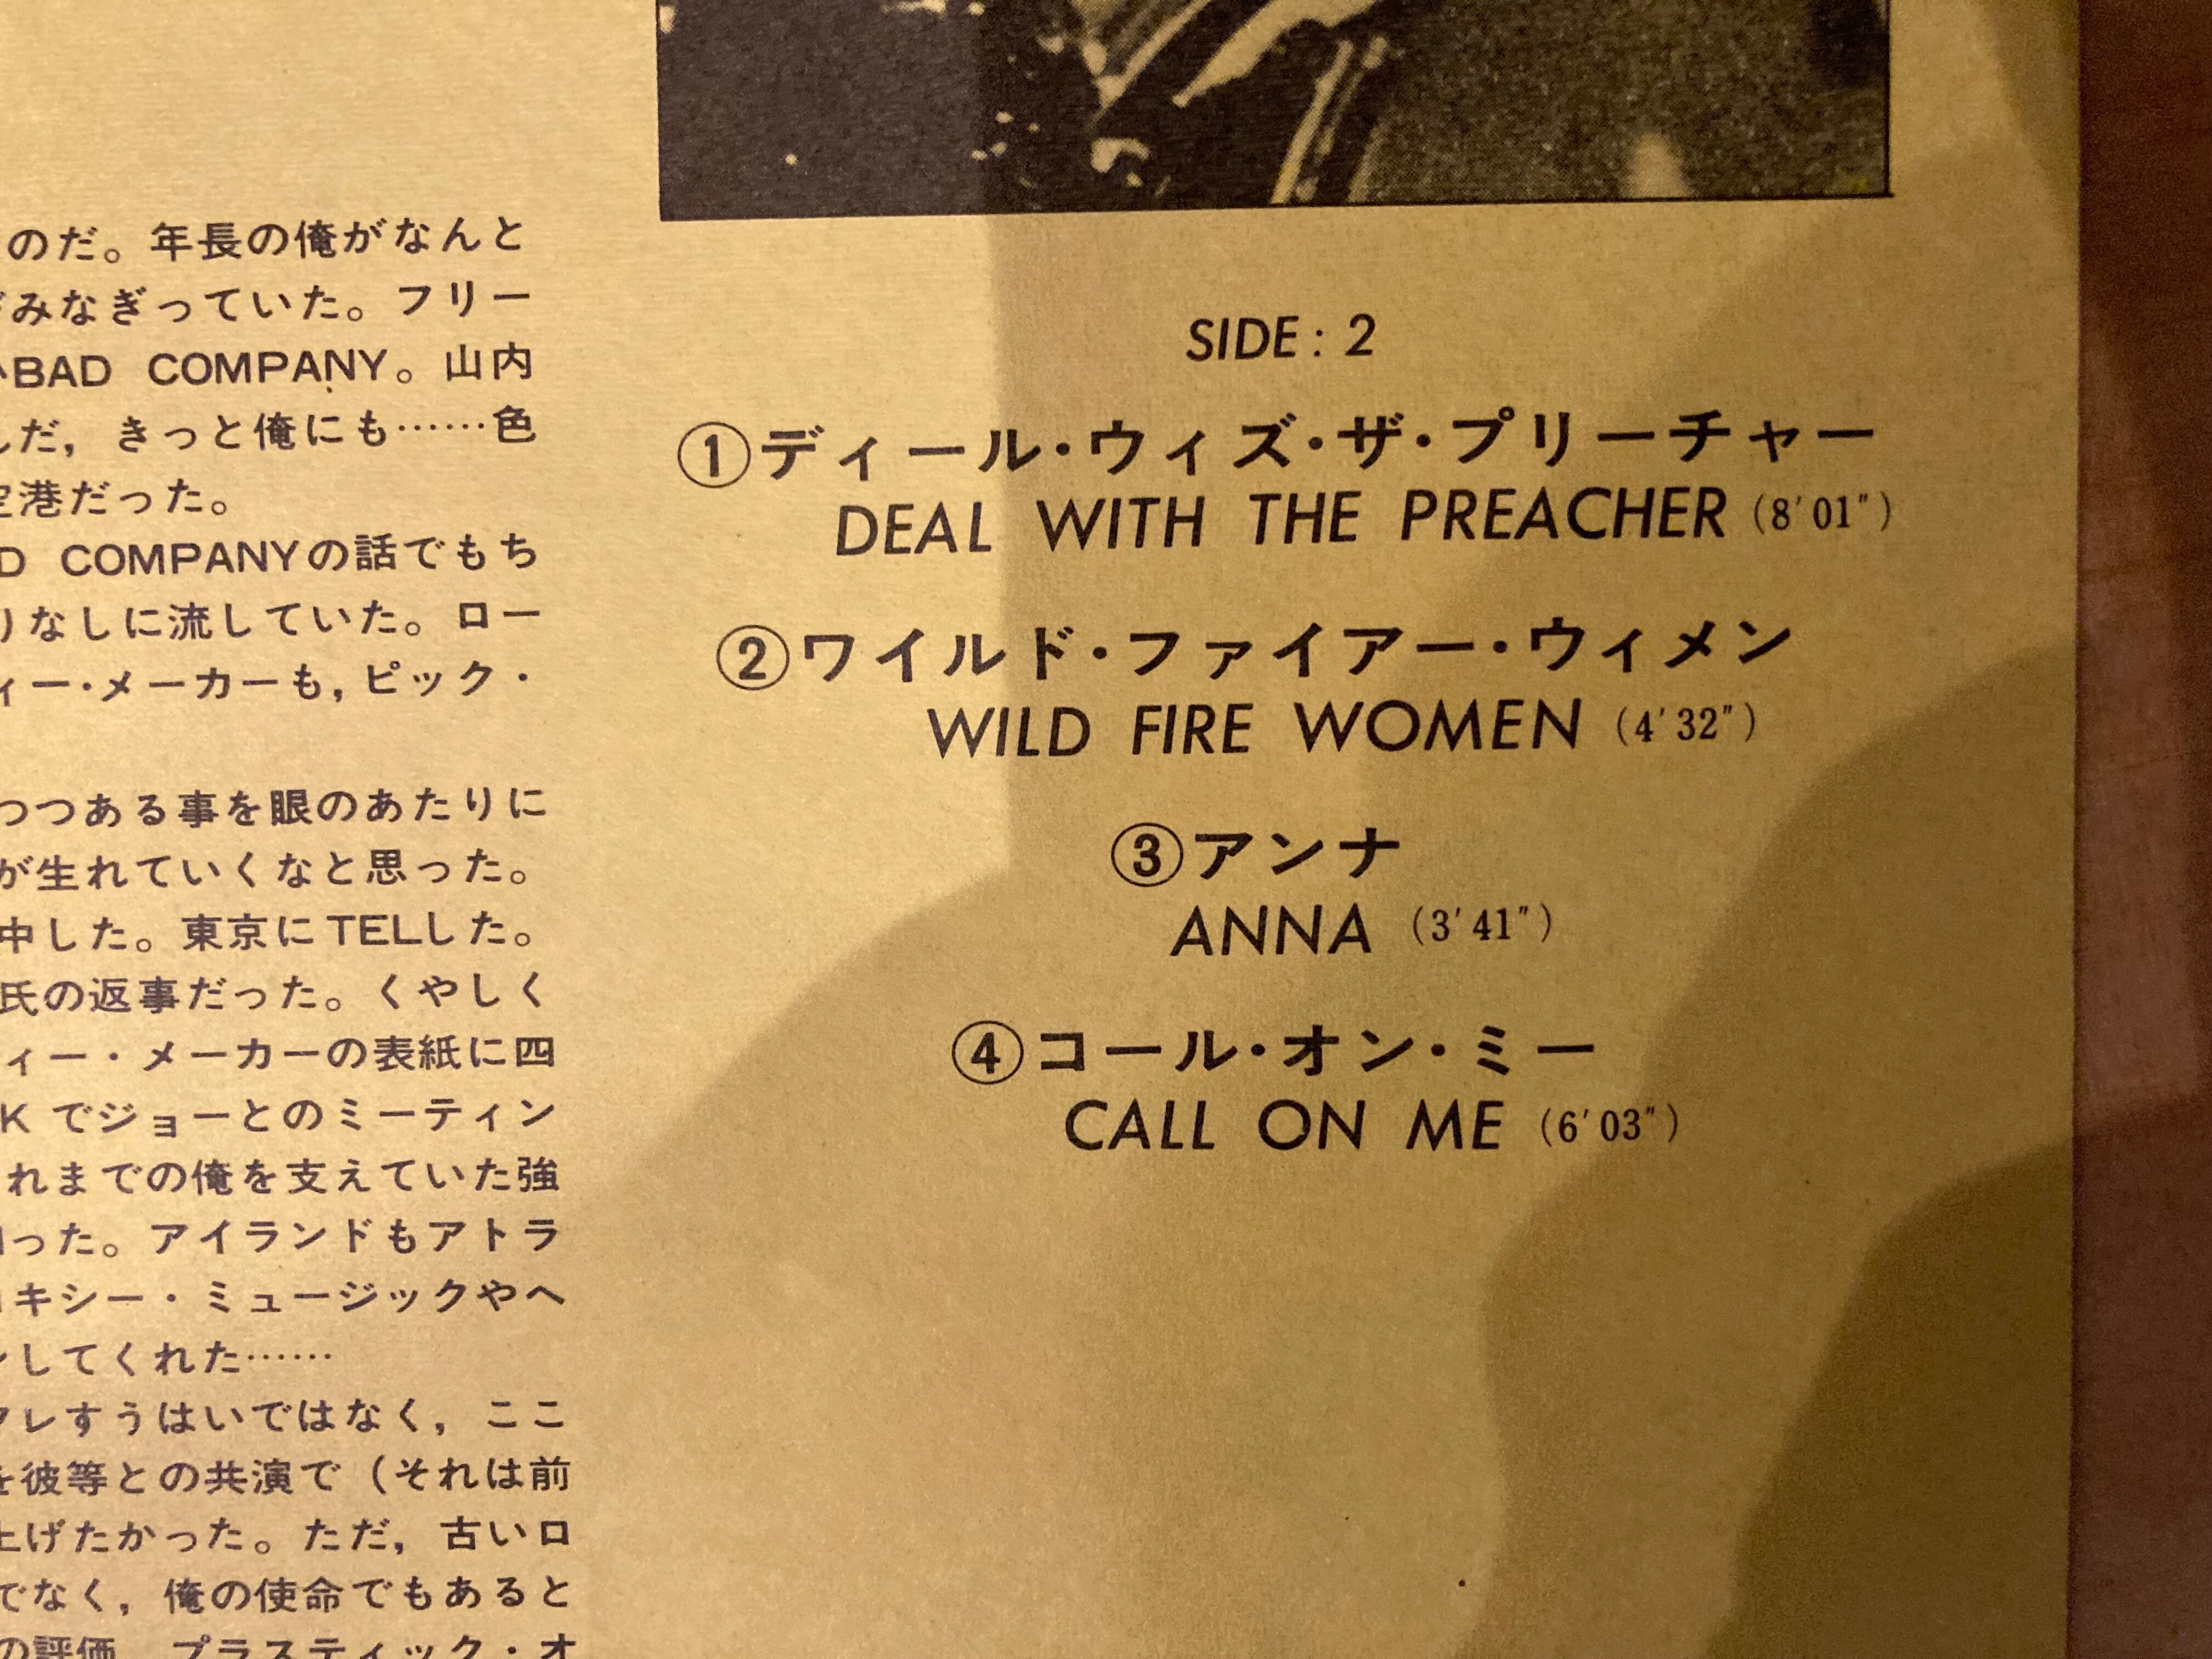 のだ。年長の俺がなんと
みなぎっていた。フリー
BAD COMPANY。山内
だ，きっと俺にも……色
空港だった。
D COMPANYの話でもち
りなしに流していた。ロー
ィー・メーカーも，ピック・
つつある事を眼のあたりに
が生れていくなと思った。
中した。東京にTELした。
氏の返事だった。くやしく
ィー・メーカーの表紙に四
K でジョーとのミーティン
れまでの俺を支えていた強
った。アイランドもアトラ
キシー・ミュージックやヘ
してくれた……
レすうはいではなく，ここ
を彼等との共演で（それは前
上げたかった。ただ，古いロ
でなく，俺の使命でもあると
の評価，プラスティック・オ
SIDE : 2
①ディール・ウィズ・ザ・プリーチャー
DEAL WITH THE PREACHER (8′01″)
②ワイルド・ファイアー・ウィメン
WILD FIRE WOMEN (4′32″)
③アンナ
ANNA (3′41″)
④コール・オン・ミー
CALL ON ME (6′03″)